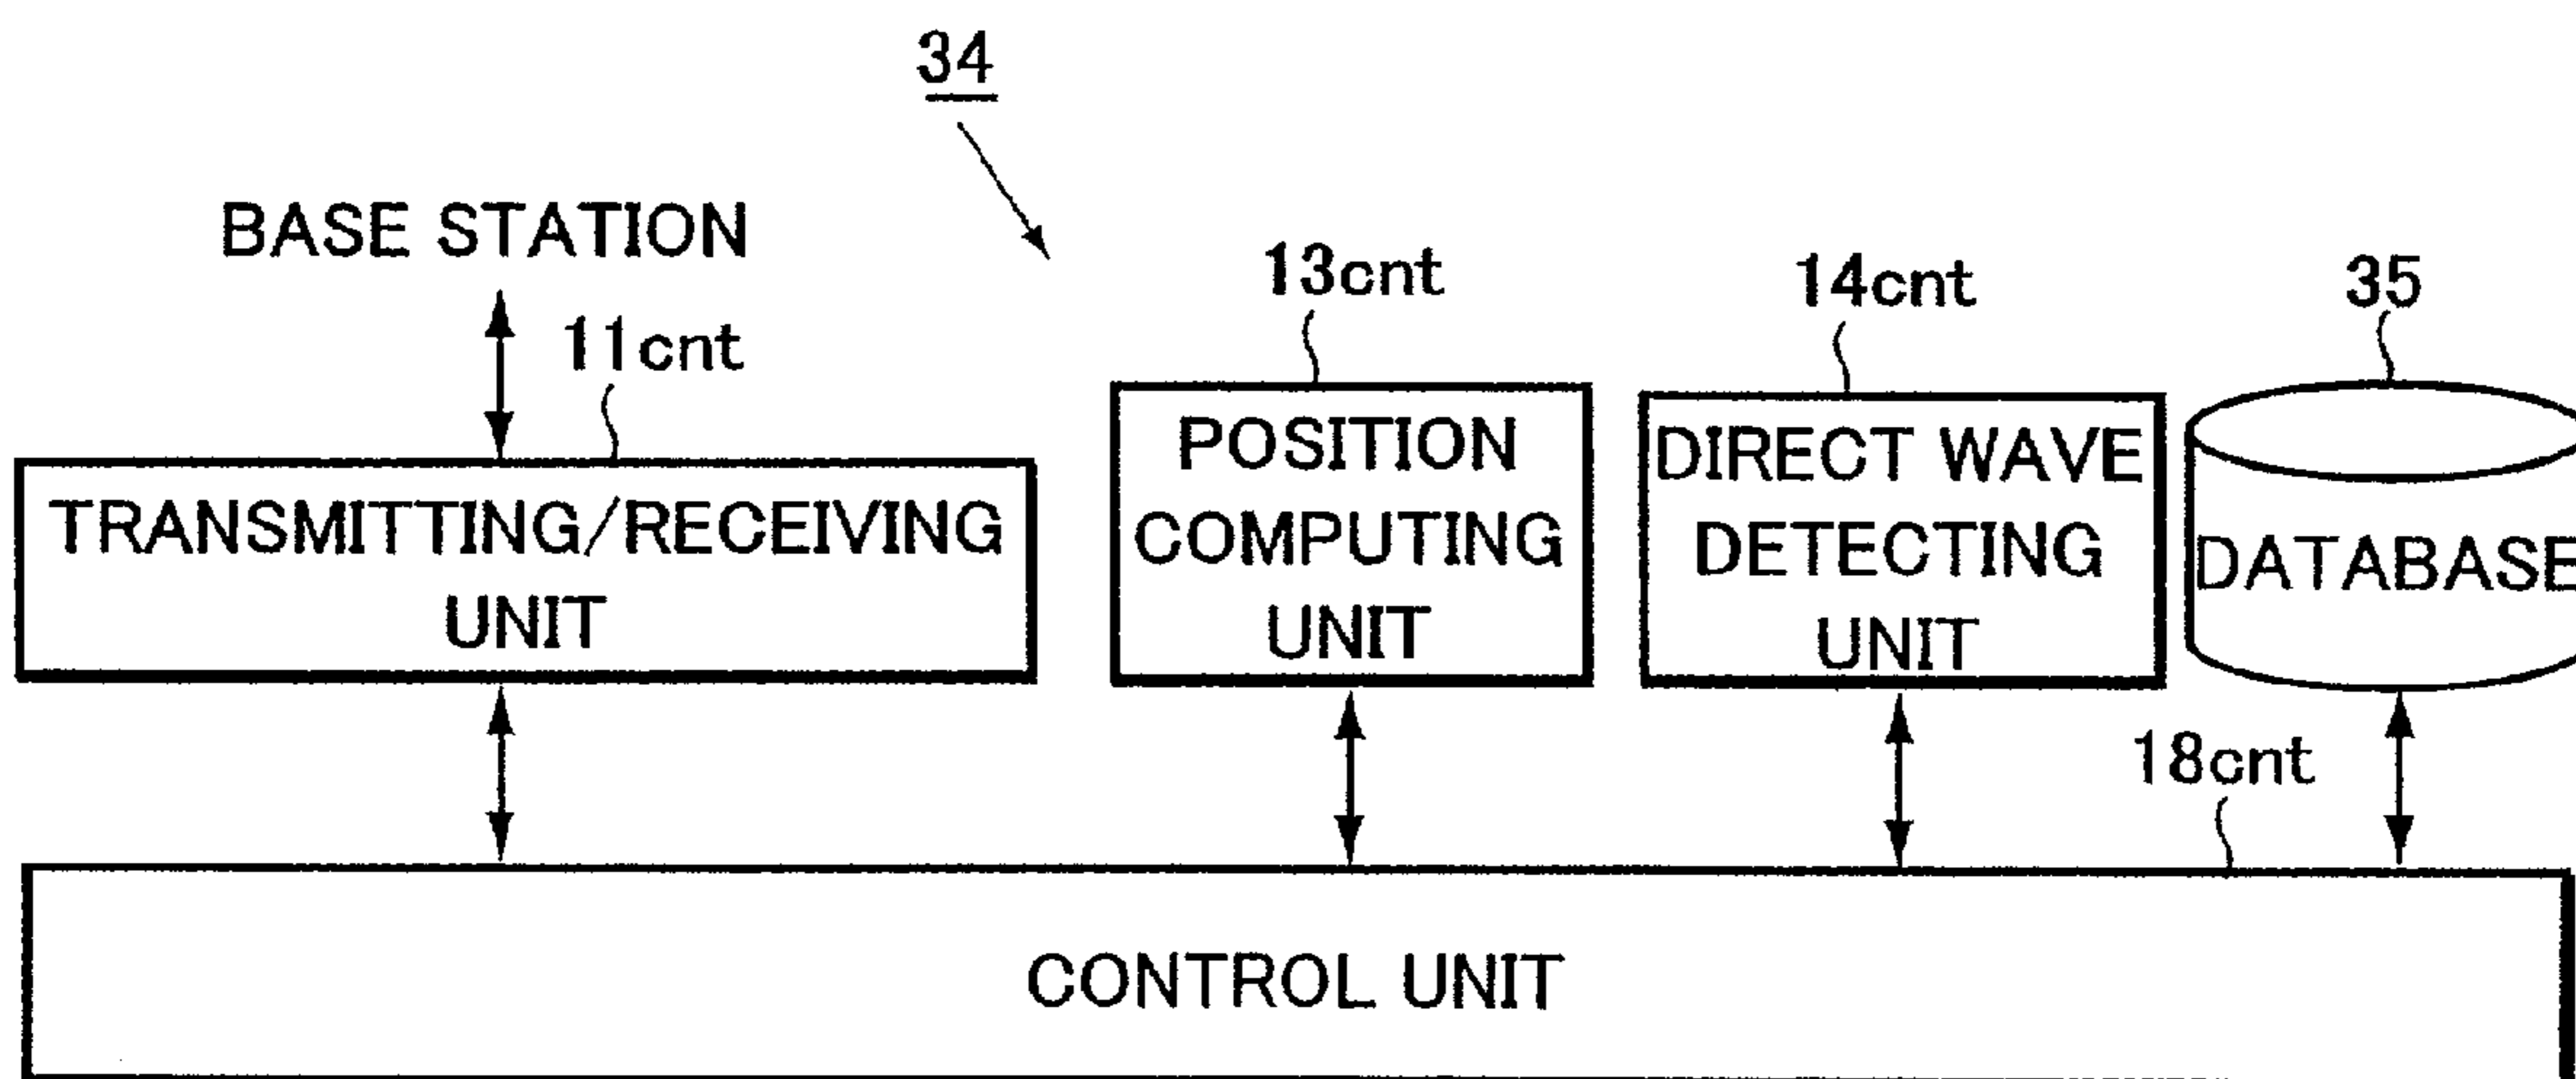 34
BASE STATION
11cnt
13cnt
14cnt
35
TRANSMITTING/RECEIVING
UNIT
POSITION
COMPUTING
UNIT
DIRECT WAVE
DETECTING
UNIT
DATABASE
18cnt
CONTROL UNIT